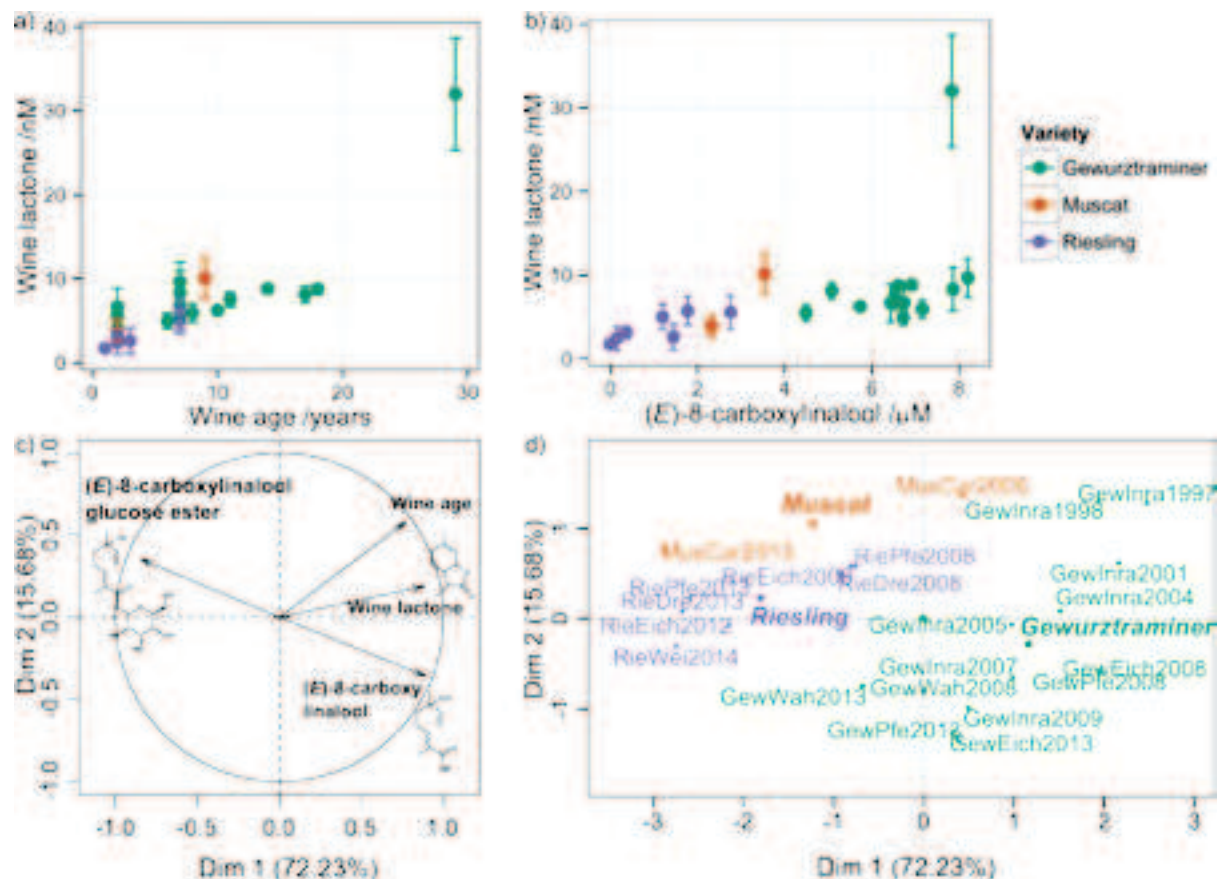 a)
40
30
20
10
0
Wine lactone /nM
0
10
20
30
Wine age /years
b)
40
30
20
10
0
Wine lactone /nM
0
2
4
6
8
(E)-8-carboxylinalool /μM
Variety
Gewurztraminer
Muscat
Riesling
c)
1.0
0.5
0.0
-0.5
-1.0
Dim 2 (15.68%)
(E)-8-carboxylinalool
glucose ester
Wine age
Wine lactone
(E)-8-carboxy
linalool
-1.0
-0.5
0.0
0.5
1.0
Dim 1 (72.23%)
d)
1
0
-1
Dim 2 (15.68%)
Muscat
GewInra1997
GewInra1998
RiePfe2008
RieDre2008
GewInra2001
GewInra2004
RieDre2013
Riesling
RieEich2012
GewInra2005
Gewurztraminer
RieWei2014
GewInra2007
GewEich2008
GewWah2013
GewWah2008
GewPfe2008
GewInra2009
GewEich2013
-3
-2
-1
0
1
2
3
Dim 1 (72.23%)